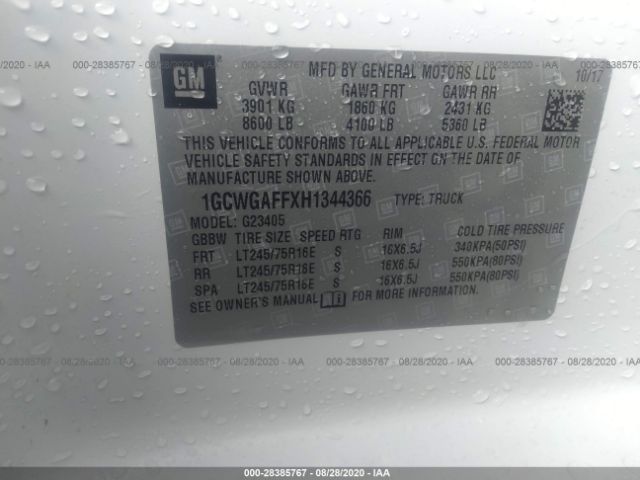 GM
MFD BY GENERAL MOTORS LLC 10/17
GVWR GAWR FRT GAWR RR
3901 KG 1860 KG 2431 KG
8600 LB 4100 LB 5360 LB
THIS VEHICLE CONFORMS TO ALL APPLICABLE U.S. FEDERAL MOTOR
VEHICLE SAFETY STANDARDS IN EFFECT ON THE DATE OF
MANUFACTURE SHOWN ABOVE.
1GCWGAFFXH1344366 TYPE: TRUCK
MODEL: G23405
GBBW TIRE SIZE SPEED RTG RIM COLD TIRE PRESSURE
FRT LT245/75R16E S 16X6.5J 340KPA(50PSI)
RR LT245/75R16E S 16X6.5J 550KPA(80PSI)
SPA LT245/75R16E S 16X6.5J 550KPA(80PSI)
SEE OWNER'S MANUAL FOR MORE INFORMATION.
000-28385767 - 08/28/2020 - IAA